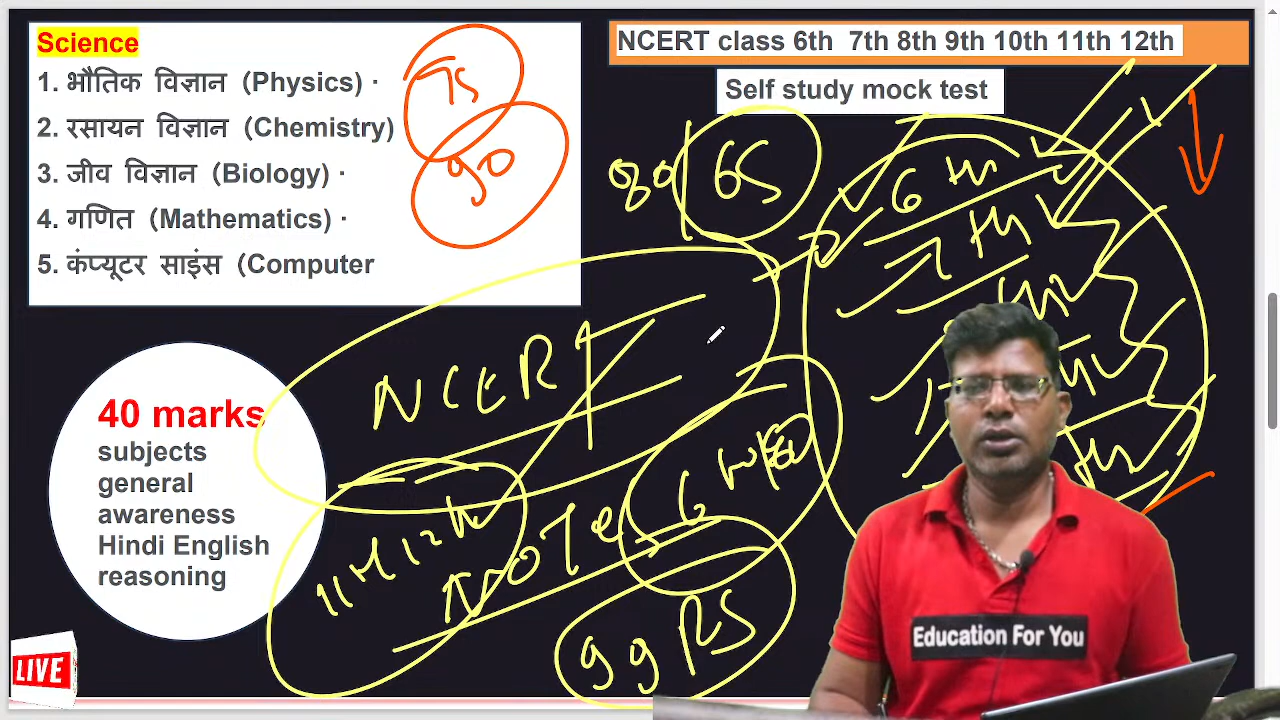 Science
1. भौतिक विज्ञान (Physics) ·
2. रसायन विज्ञान (Chemistry)
3. जीव विज्ञान (Biology) ·
4. गणित (Mathematics) ·
5. कंप्यूटर साइंस (Computer
75
90
NCERT class 6th 7th 8th 9th 10th 11th 12th
Self study mock test
65
6th
7th
NCERT
40 marks
subjects
general
awareness
Hindi English
reasoning
11th 12th
NOTes
99 RS
Education For You
LIVE